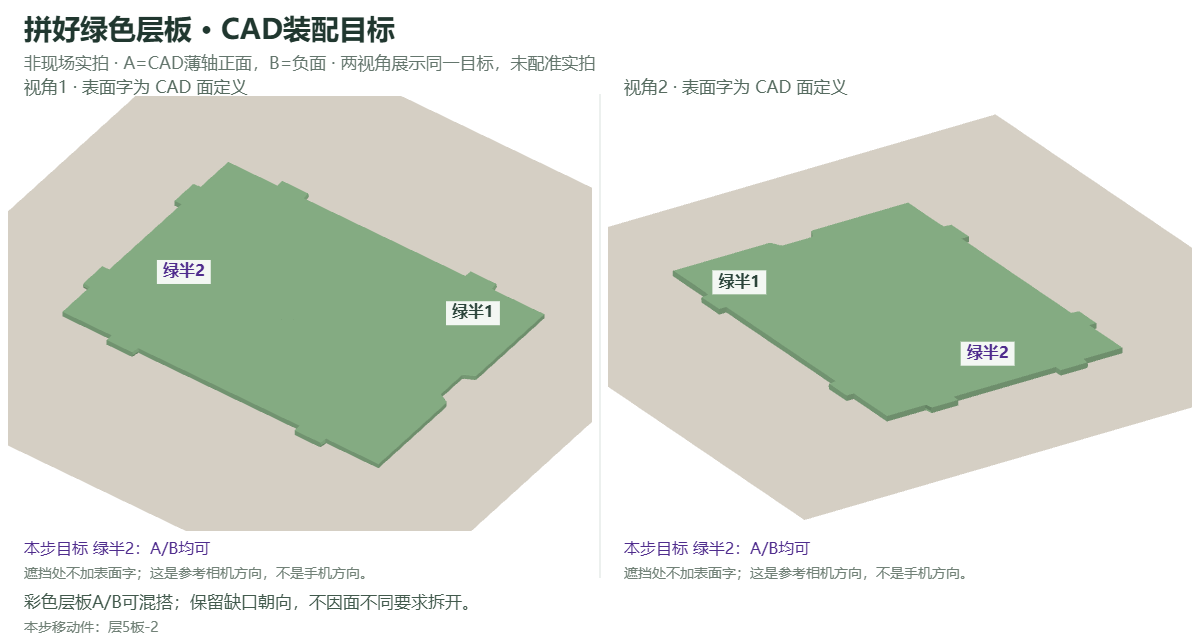 拼好绿色层板 · CAD装配目标
非现场实拍 · A=CAD薄轴正面，B=负面 · 两视角展示同一目标，未配准实拍
视角1 · 表面字为 CAD 面定义
绿半2
绿半1
本步目标 绿半2：A/B均可
遮挡处不加表面字；这是参考相机方向，不是手机方向。
视角2 · 表面字为 CAD 面定义
绿半1
绿半2
本步目标 绿半2：A/B均可
遮挡处不加表面字；这是参考相机方向，不是手机方向。
彩色层板A/B可混搭；保留缺口朝向，不因面不同要求拆开。
本步移动件：层5板-2